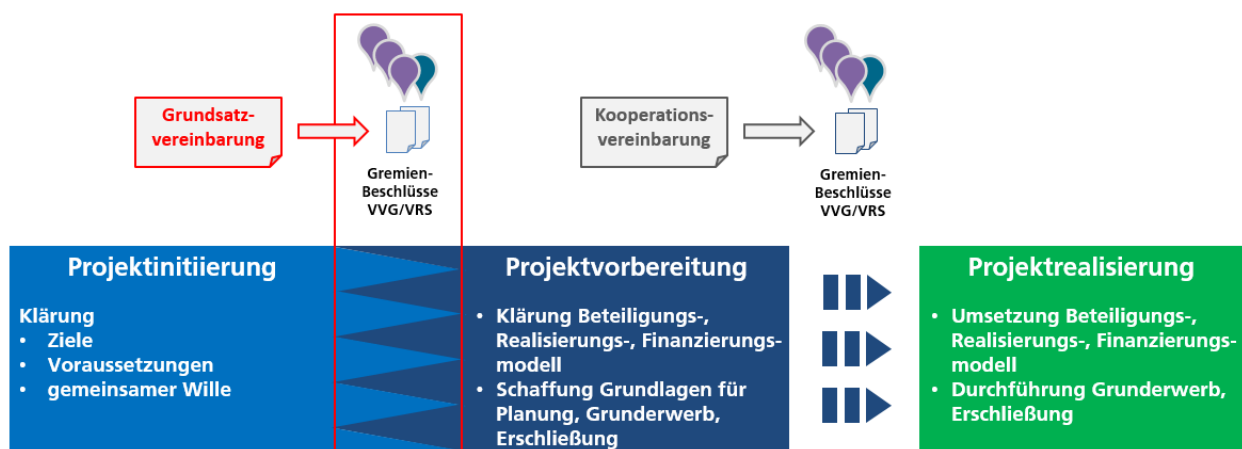 Grundsatz-
vereinbarung
Gremien-
Beschlüsse
VVG/VRS
Kooperations-
vereinbarung
Gremien-
Beschlüsse
VVG/VRS
Projektinitiierung
Klärung
• Ziele
• Voraussetzungen
• gemeinsamer Wille
Projektvorbereitung
• Klärung Beteiligungs-,
Realisierungs-, Finanzierungs-
modell
• Schaffung Grundlagen für
Planung, Grunderwerb,
Erschließung
Projektrealisierung
• Umsetzung Beteiligungs-,
Realisierungs-, Finanzierungs-
modell
• Durchführung Grunderwerb,
Erschließung